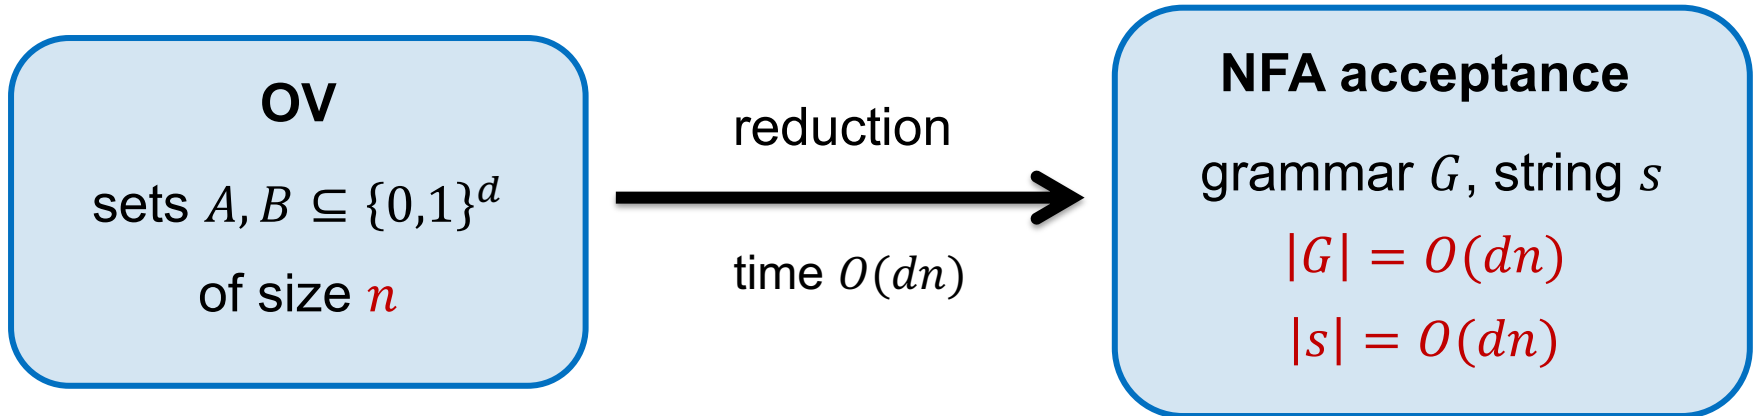 OV
sets A, B ⊆ {0,1}^d
of size n
reduction
time O(dn)
NFA acceptance
grammar G, string s
|G| = O(dn)
|s| = O(dn)